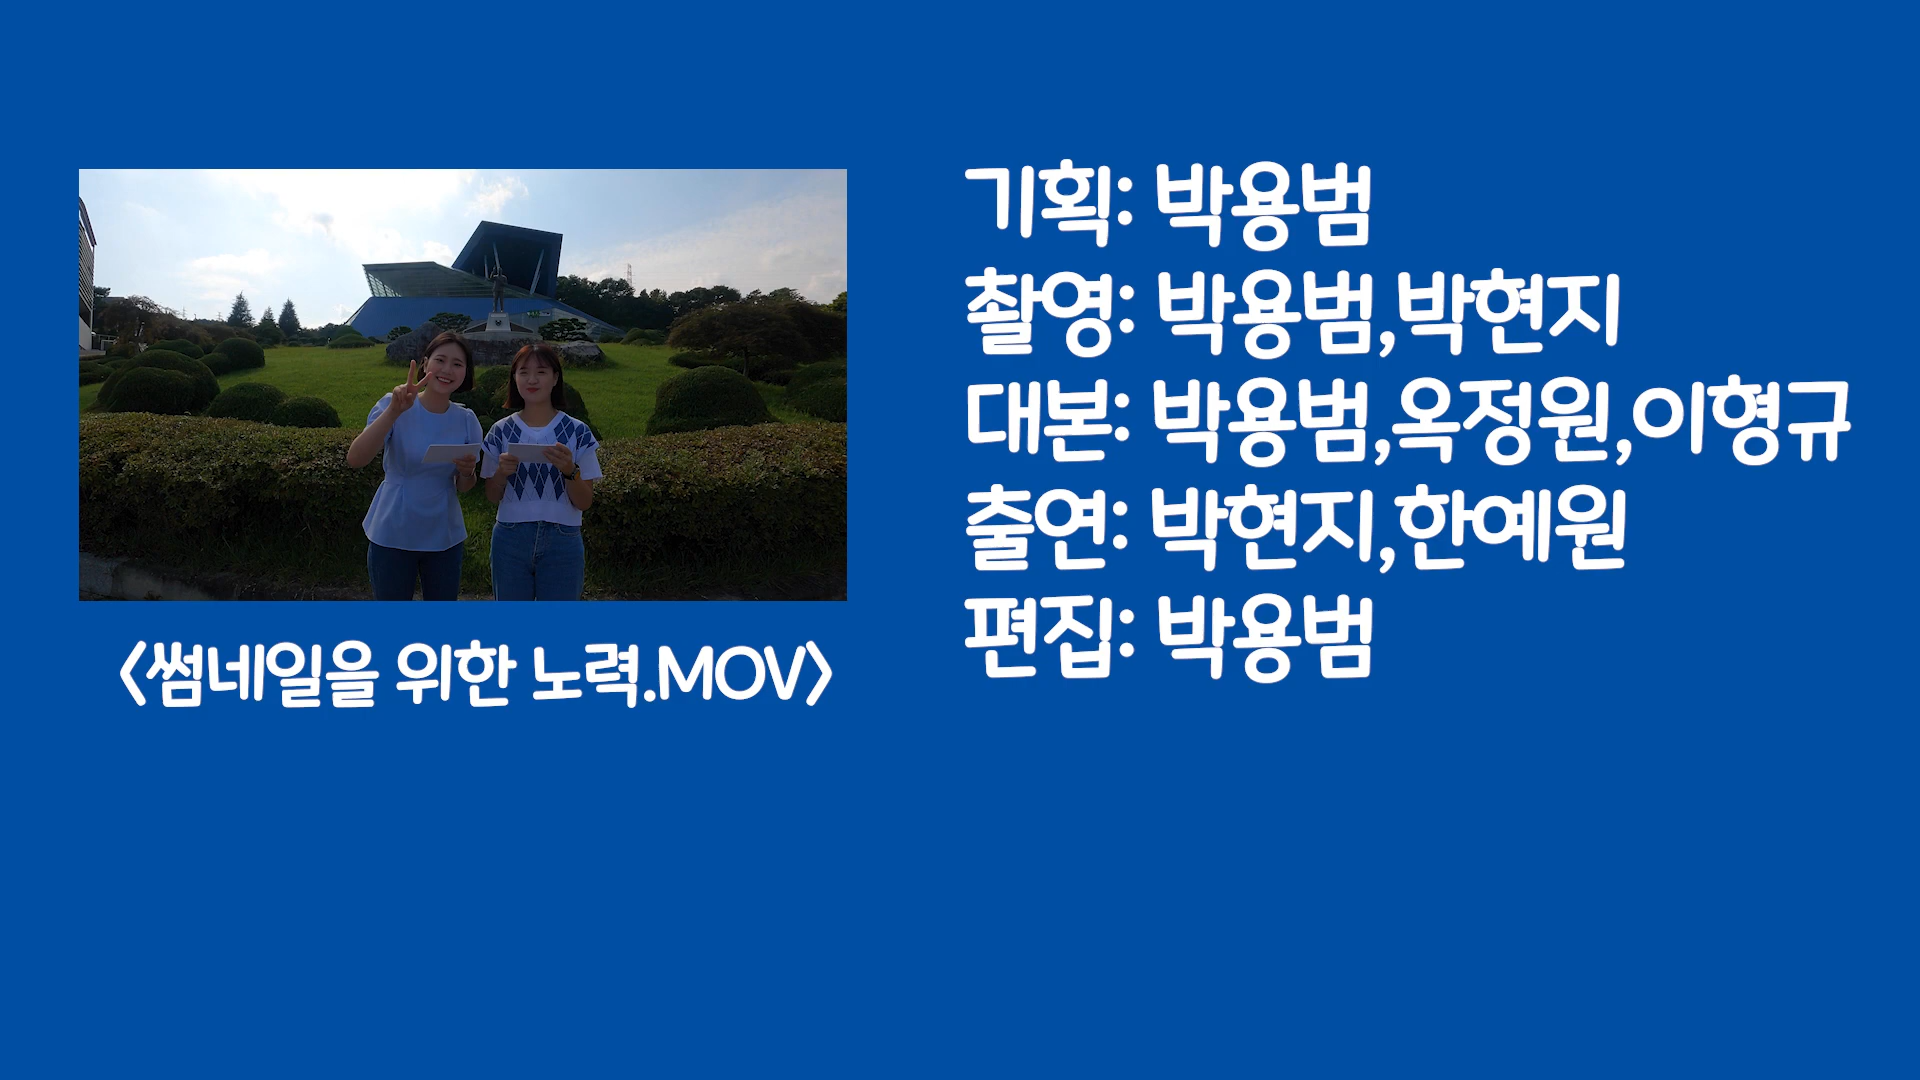 기획: 박용범
촬영: 박용범,박현지
대본: 박용범,옥정원,이형규
출연: 박현지,한예원
편집: 박용범
<썸네일을 위한 노력.MOV>